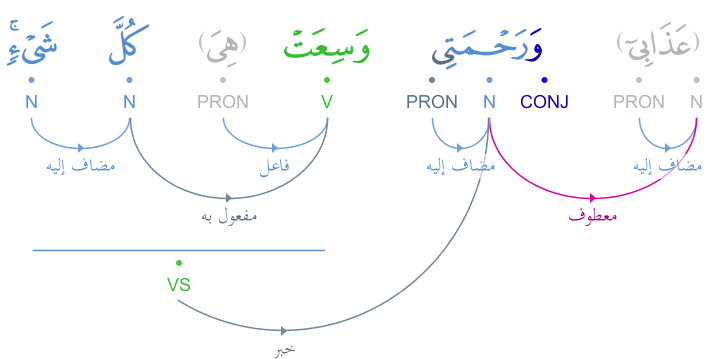 (عَذَابِىٓ) وَرَحْمَتِى وَسِعَتْ (هِىَ) كُلَّ شَىْءٍۚ
N PRON CONJ N PRON V PRON N N
مضاف إليه مضاف إليه فاعل مضاف إليه
معطوف مفعول به
VS
خبر